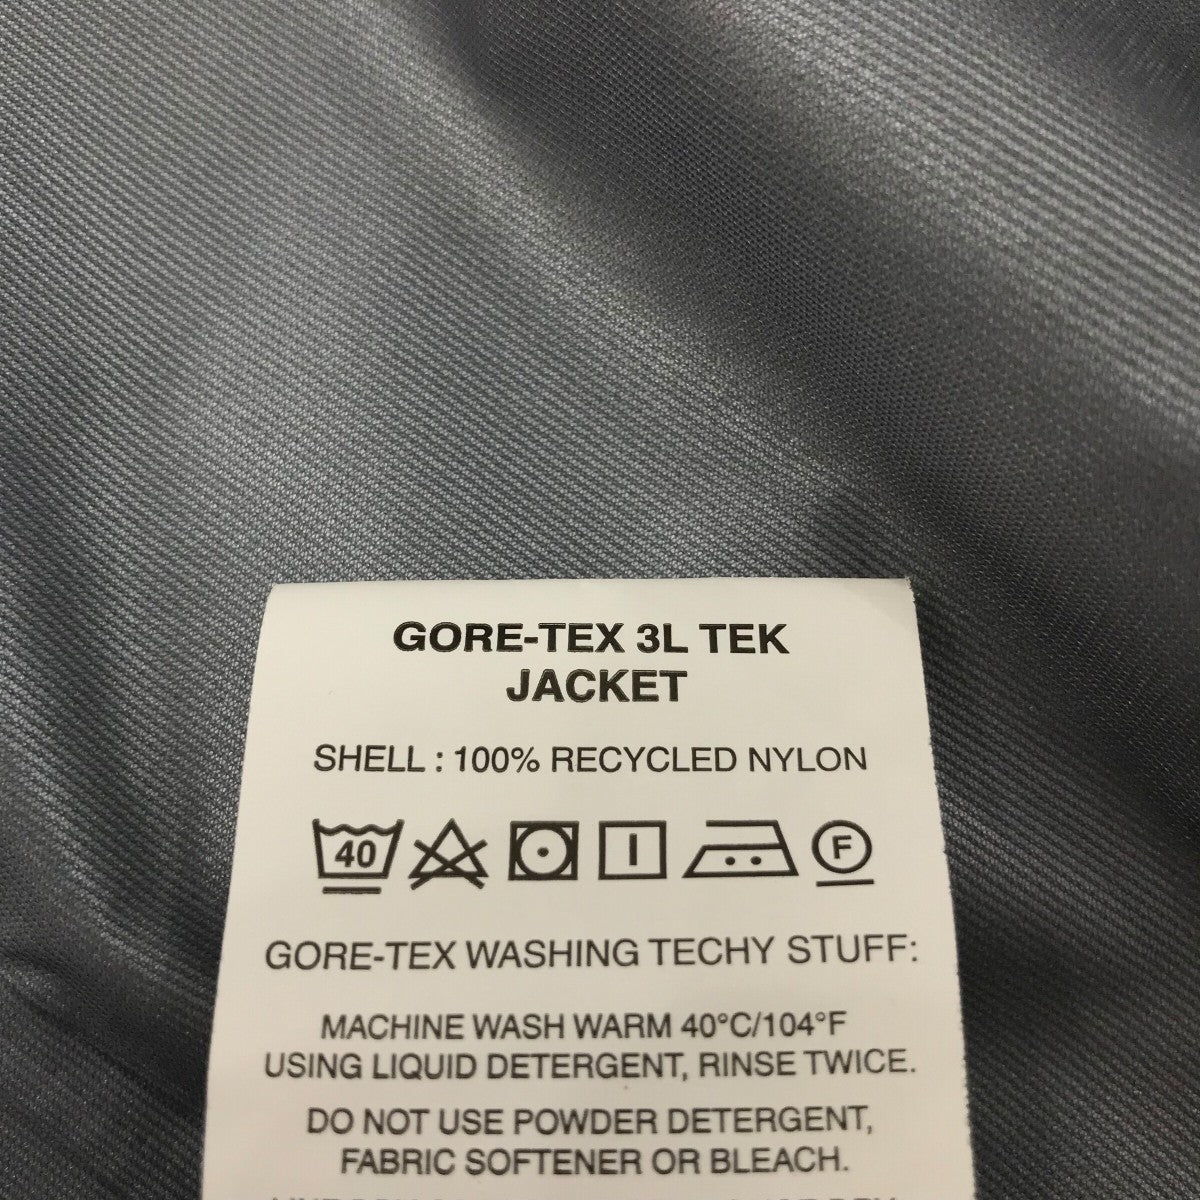 GORE-TEX 3L TEK
JACKET
SHELL : 100% RECYCLED NYLON
40 F
GORE-TEX WASHING TECHY STUFF:
MACHINE WASH WARM 40°C/104°F
USING LIQUID DETERGENT, RINSE TWICE.
DO NOT USE POWDER DETERGENT,
FABRIC SOFTENER OR BLEACH.